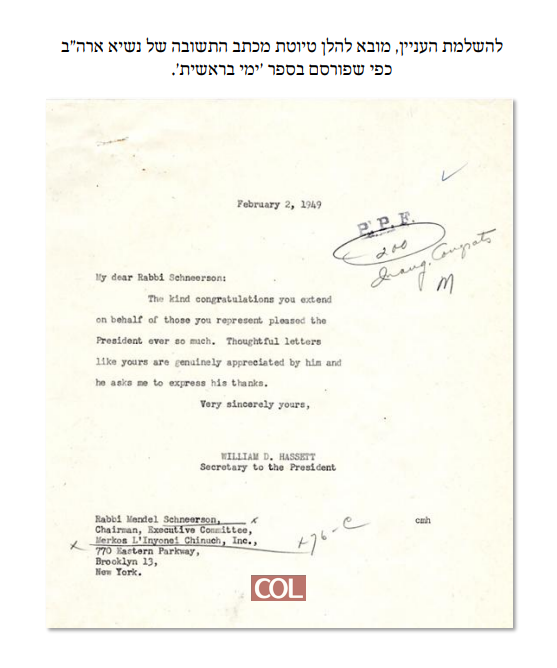 להשלמת העניין, מובא להלן טיוטת מכתב התשובה של נשיא ארה"ב
כפי שפורסם בספר 'ימי בראשית'.
February 2, 1949
P.P.F.
200
Inaug. Congrats
M
My dear Rabbi Schneerson:
The kind congratulations you extend
on behalf of those you represent pleased the
President ever so much. Thoughtful letters
like yours are genuinely appreciated by him and
he asks me to express his thanks.
Very sincerely yours,
WILLIAM D. HASSETT
Secretary to the President
Rabbi Mendel Schneerson, x
Chairman, Executive Committee,
x Merkos L'Inyonei Chinuch, Inc., x76-C
770 Eastern Parkway,
Brooklyn 13,
New York.
COL